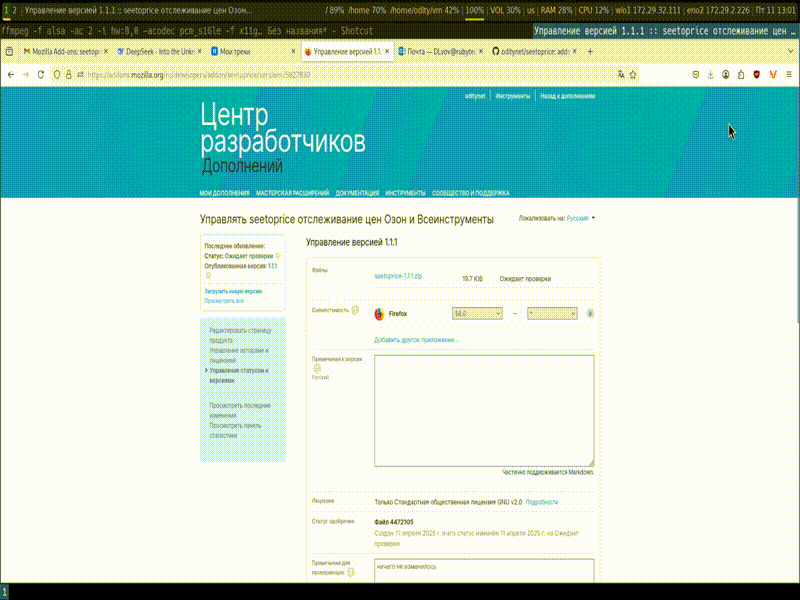 1 2 Управление версией 1.1.1 :: seetoprice отслеживание цен Озон... / 89% /home 70% /home/odity/vm 42% | 100% | VOL 30% | us | RAM 28% | CPU 12% | wlo1 172.29.32.111 | eno2 172.29.2.226 | Пт 11 13:01
ffmpeg -f alsa -ac 2 -i hw:0,0 -acodec pcm_s16le -f x11g… Без названия* - Shotcut
Управление версией 1.1.1 :: seetoprice отслеживание цен …
Mozilla Add-ons: seetopr
DeepSeek - Into the Unkn
Мои треки
Управление версией 1.1
Почта — DLvov@rubyte
oditynet/seetoprice: addo
https://addons.mozilla.org/ru/developers/addon/seetoprice/versions/5927830
oditynet Инструменты Назад к дополнениям
Центр
разработчиков
Дополнений
МОИ ДОПОЛНЕНИЯ МАСТЕРСКАЯ РАСШИРЕНИЙ ДОКУМЕНТАЦИЯ ИНСТРУМЕНТЫ СООБЩЕСТВО И ПОДДЕРЖКА
Управлять seetoprice отслеживание цен Озон и Всеинструменты
Локализовать на: Русский
Последнее обновление:
Статус: Ожидает проверки
Опубликованная версия: 1.1.1
Загрузить новую версию
Просмотреть все
Редактировать страницу
продукта
Управление авторами и
лицензией
Управление статусом и
версиями
Просмотреть последние
изменения
Просмотреть панель
статистики
Управление версией 1.1.1
Файлы
seetoprice-1.1.1.zip 19.7 KiB Ожидает проверки
Совместимость
Firefox 58.0 – *
Добавить другое приложение…
Примечания к версии
Русский
Частично поддерживается Markdown.
Лицензия Только Стандартная общественная лицензия GNU v2.0 Подробности
Статус одобрения Файл 4472105
Создан 11 апреля 2025 г. и его статус изменён 11 апреля 2025 г. на Ожидает
проверки
Примечания для
проверяющих
ничего не изменилось
1